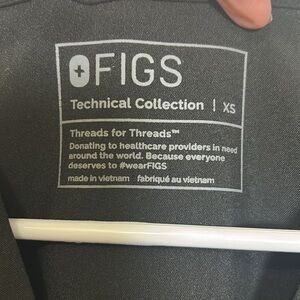 FIGS
Technical Collection | XS
Threads for Threads™
Donating to healthcare providers in need
around the world. Because everyone
deserves to #wearFIGS
made in vietnam fabriqué au vietnam